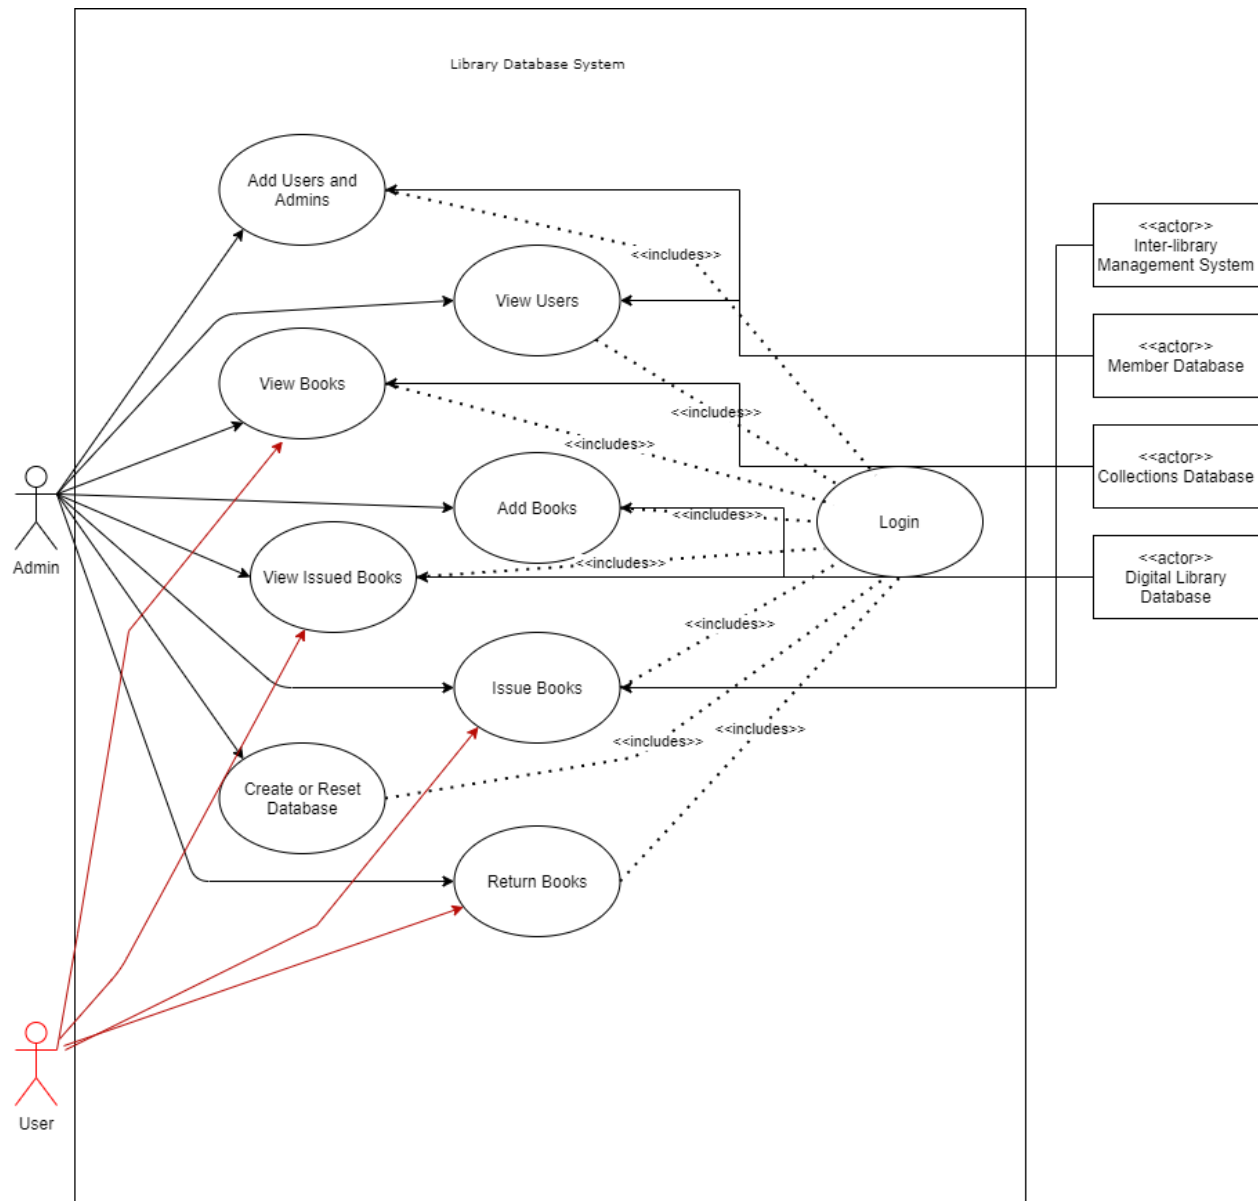 Library Database System
Add Users and
Admins
<<includes>>
<<actor>>
Inter-library
Management System
View Users
<<actor>>
Member Database
View Books
<<includes>>
<<includes>>
<<actor>>
Collections Database
Add Books
<<includes>>
Login
Admin
View Issued Books
<<includes>>
<<actor>>
Digital Library
Database
<<includes>>
Issue Books
<<includes>>
<<includes>>
Create or Reset
Database
Return Books
User